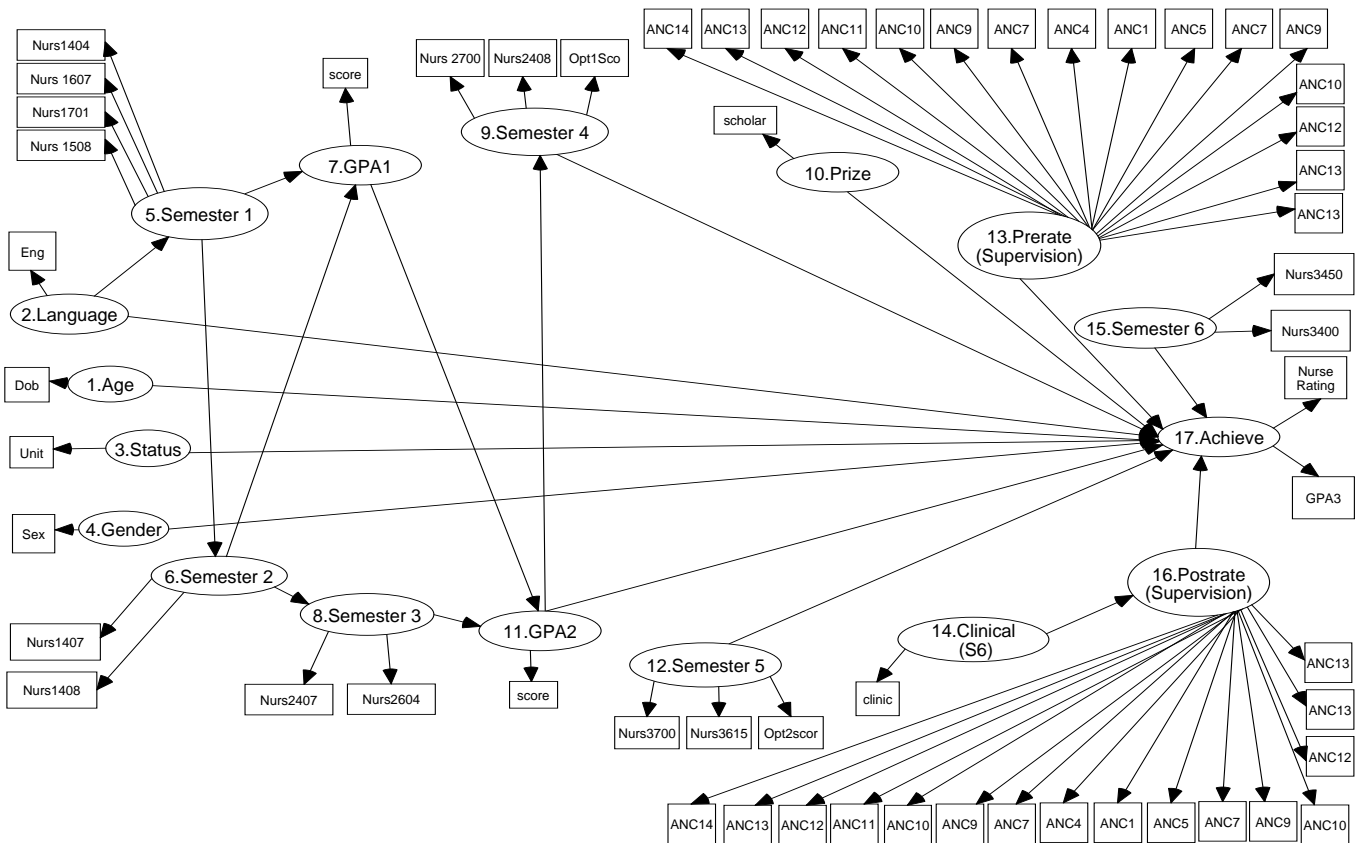 ANC14 ANC13 ANC12 ANC11 ANC10 ANC9 ANC7 ANC4 ANC1 ANC5 ANC7 ANC9
Nurs1404
Nurs 1607
Nurs1701
Nurs 1508
score
Nurs 2700 Nurs2408 Opt1Sco
ANC10
ANC12
ANC13
ANC13
scholar
9.Semester 4
7.GPA1
10.Prize
5.Semester 1
13.Prerate
(Supervision)
Eng
2.Language
Nurs3450
15.Semester 6
Nurs3400
Dob
1.Age
Nurse
Rating
Unit
3.Status
17.Achieve
GPA3
Sex
4.Gender
6.Semester 2
16.Postrate
(Supervision)
8.Semester 3
11.GPA2
14.Clinical
(S6)
Nurs1407
12.Semester 5
ANC13
Nurs1408
Nurs2407
Nurs2604
score
clinic
ANC13
Nurs3700 Nurs3615 Opt2scor
ANC12
ANC14 ANC13 ANC12 ANC11 ANC10 ANC9 ANC7 ANC4 ANC1 ANC5 ANC7 ANC9 ANC10